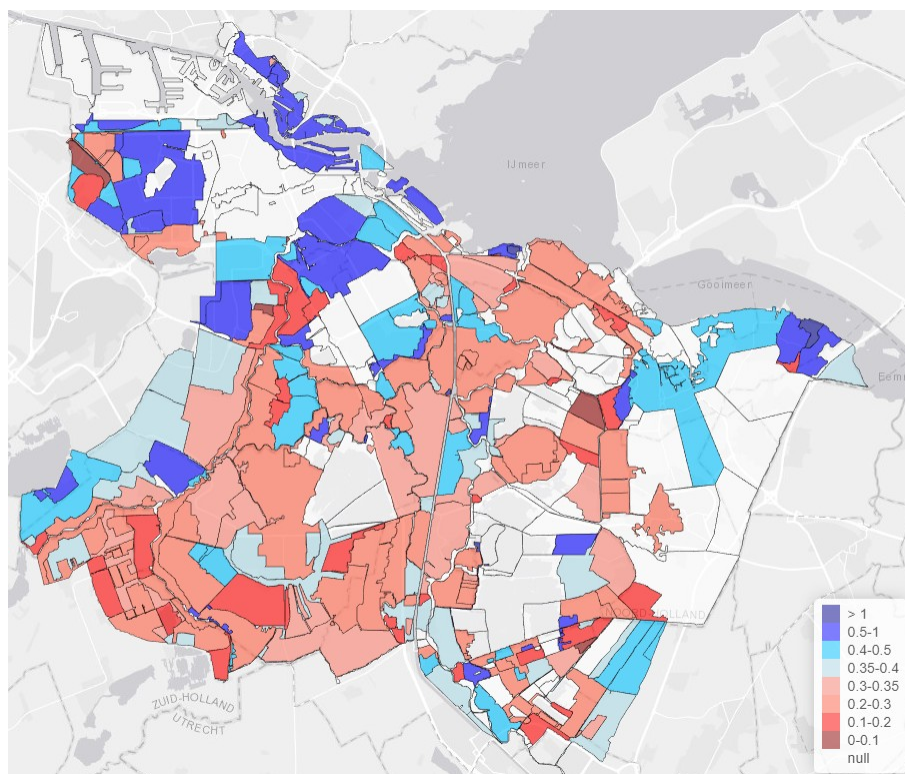 IJmeer
Gooimeer
Eem
NOORD-HOLLAND
ZUID-HOLLAND
UTRECHT
> 1
0.5-1
0.4-0.5
0.35-0.4
0.3-0.35
0.2-0.3
0.1-0.2
0-0.1
null